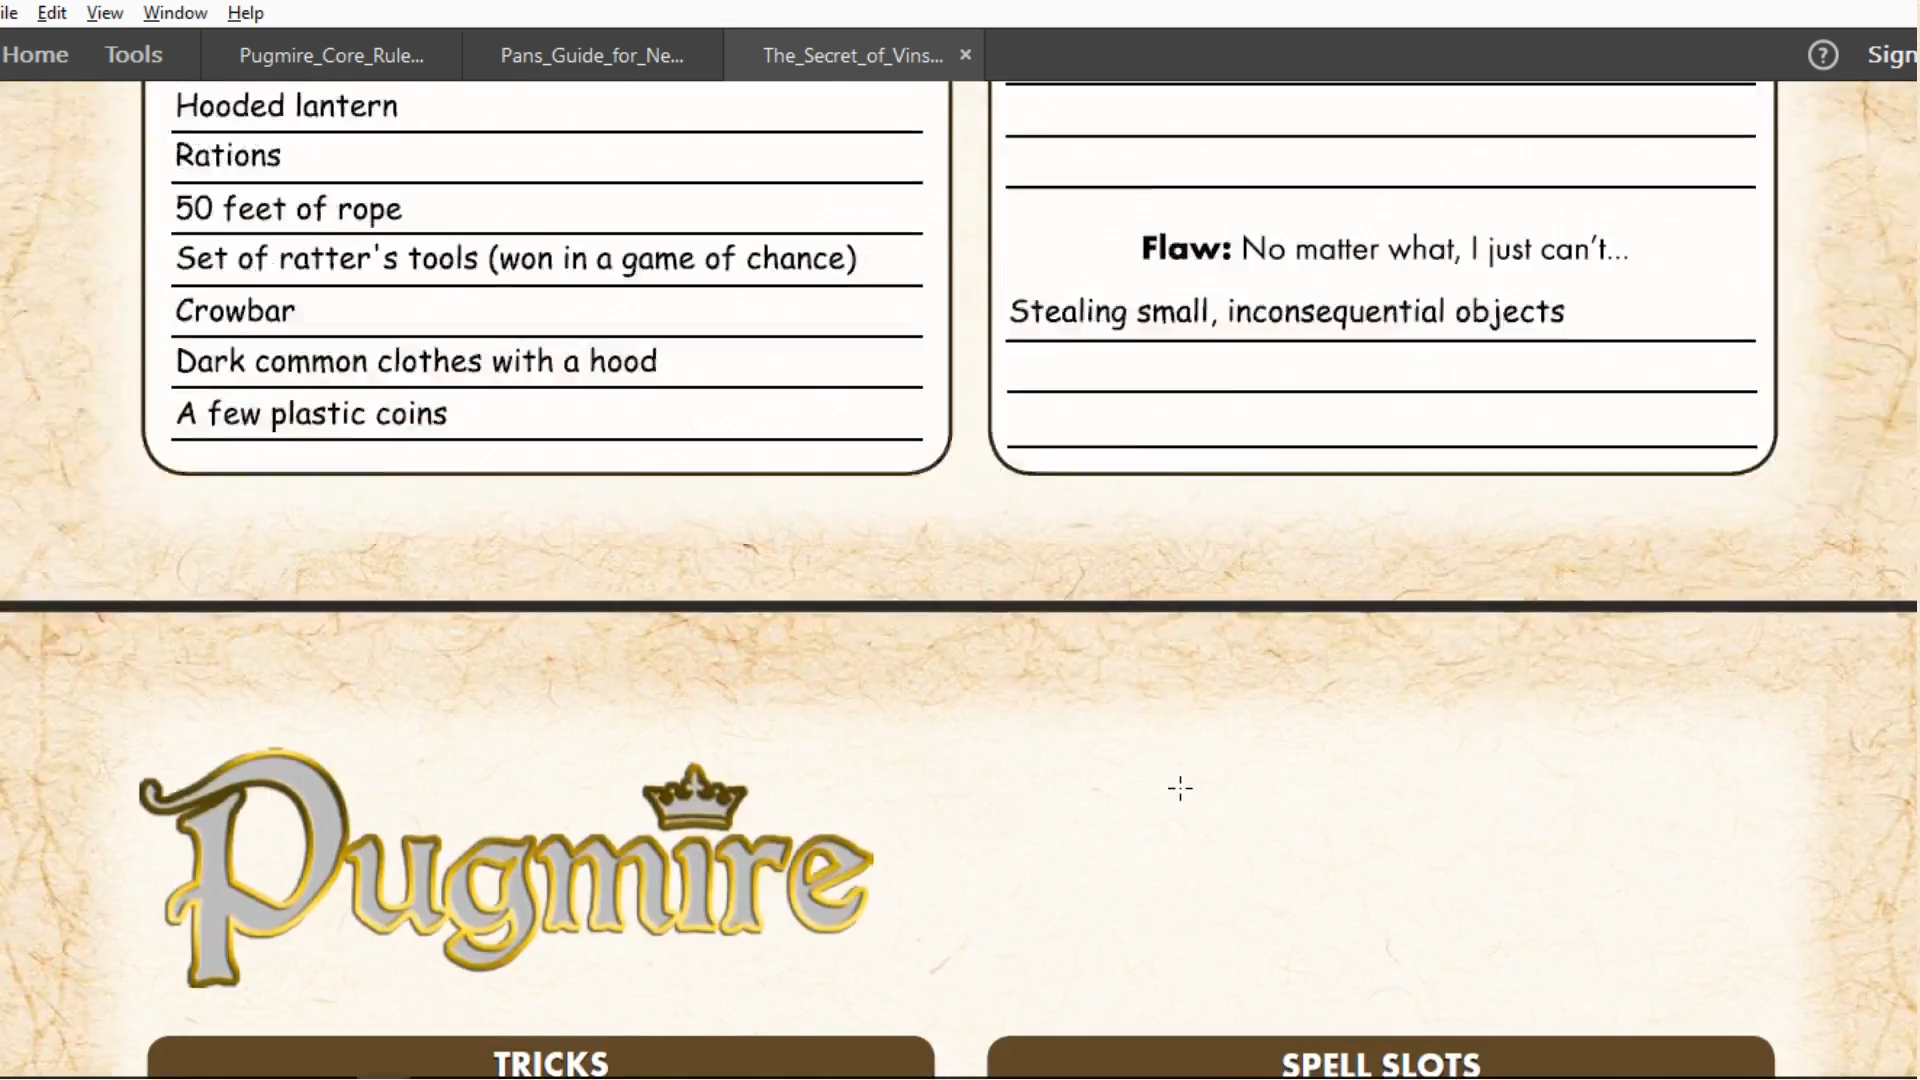 ile Edit View Window Help
Home Tools Pugmire_Core_Rule... Pans_Guide_for_Ne... The_Secret_of_Vins... × ? Sign
Hooded lantern
Rations
50 feet of rope
Set of ratter's tools (won in a game of chance)
Crowbar
Dark common clothes with a hood
A few plastic coins
Flaw: No matter what, I just can't...
Stealing small, inconsequential objects
Pugmire
TRICKS
SPELL SLOTS